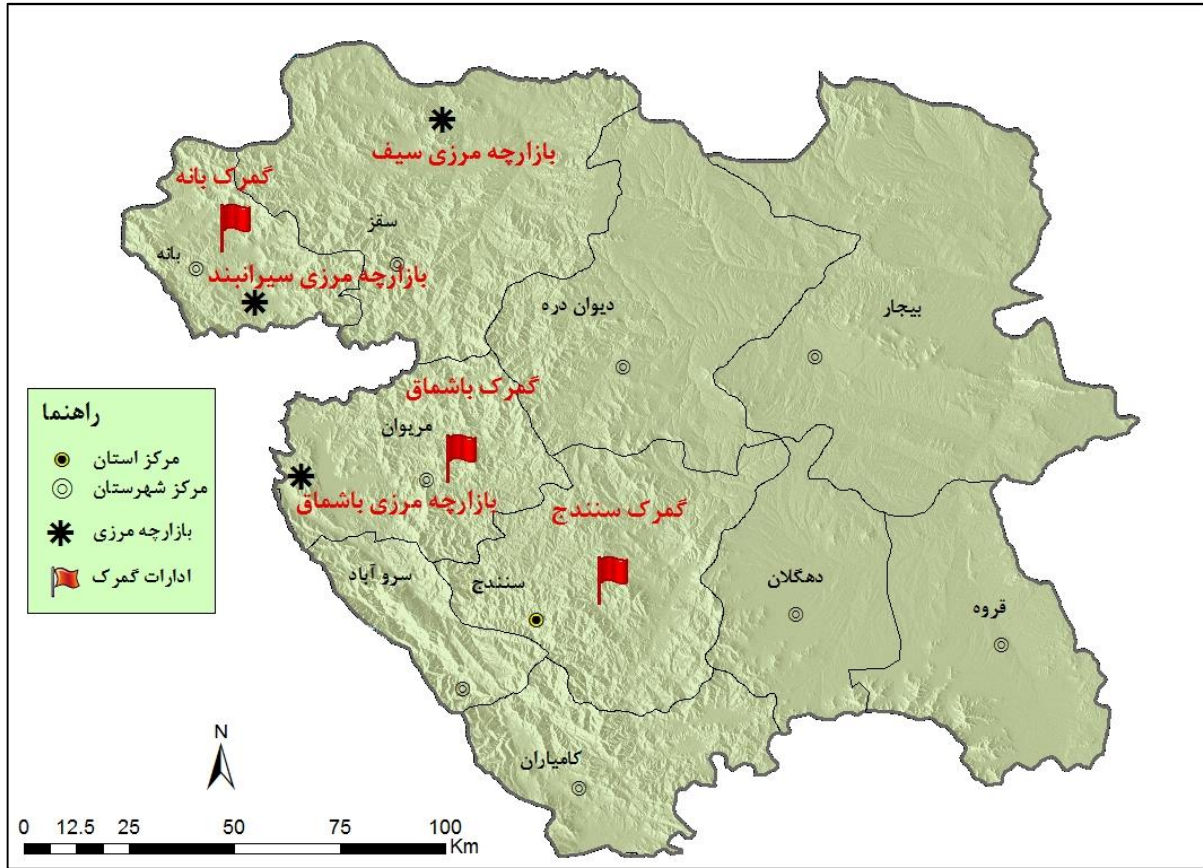 بازارچه مرزی سیف
گمرک بانه
سقز
بانه
بازارچه مرزی سیرانبند
دیوان دره
بیجار
گمرک باشماق
مریوان
بازارچه مرزی باشماق
گمرک سنندج
سرو آباد
سنندج
دهگلان
قروه
کامیاران
راهنما
مرکز استان
مرکز شهرستان
بازارچه مرزی
ادارات گمرک
N
0 12.5 25 50 75 100
Km